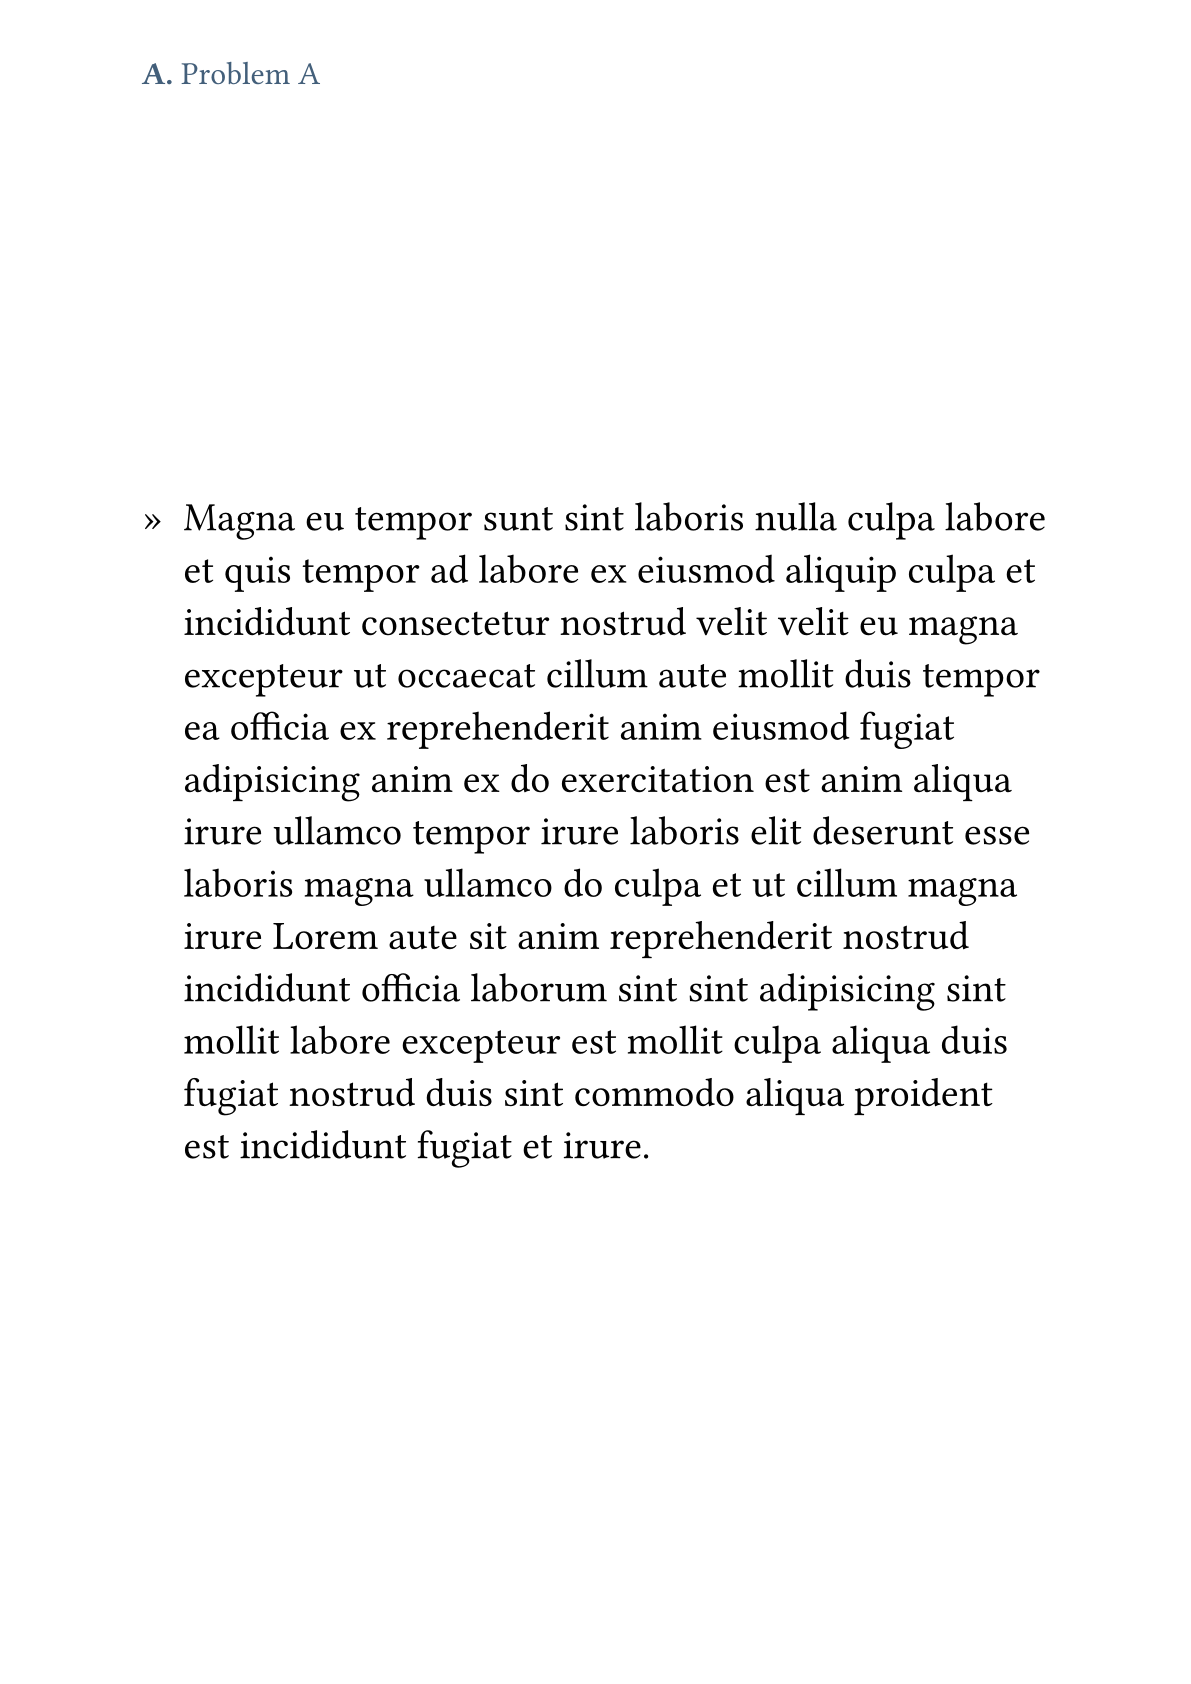 A. Problem A
» Magna eu tempor sunt sint laboris nulla culpa labore
et quis tempor ad labore ex eiusmod aliquip culpa et
incididunt consectetur nostrud velit velit eu magna
excepteur ut occaecat cillum aute mollit duis tempor
ea officia ex reprehenderit anim eiusmod fugiat
adipisicing anim ex do exercitation est anim aliqua
irure ullamco tempor irure laboris elit deserunt esse
laboris magna ullamco do culpa et ut cillum magna
irure Lorem aute sit anim reprehenderit nostrud
incididunt officia laborum sint sint adipisicing sint
mollit labore excepteur est mollit culpa aliqua duis
fugiat nostrud duis sint commodo aliqua proident
est incididunt fugiat et irure.